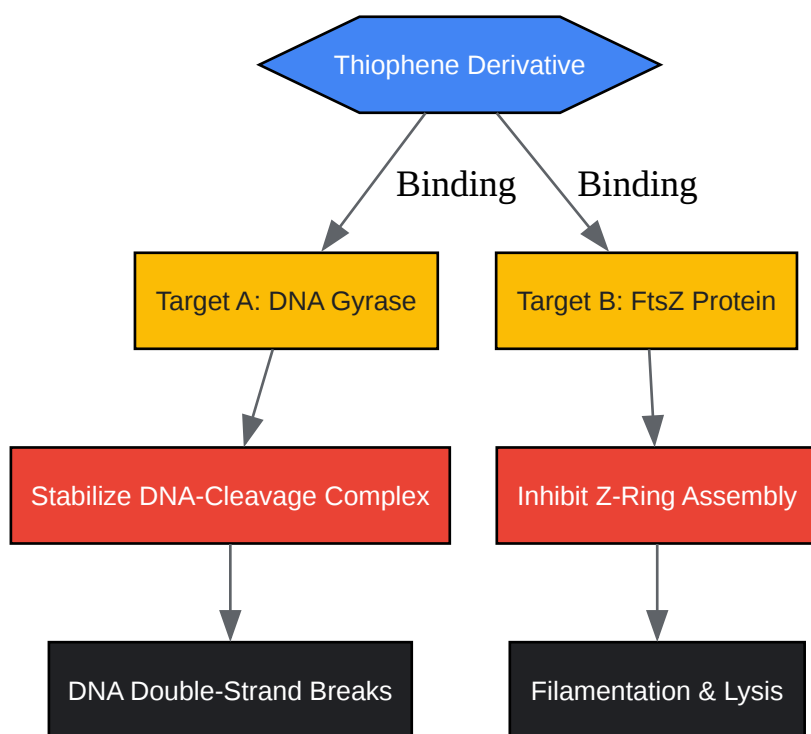 Thiophene Derivative
Binding
Binding
Target A: DNA Gyrase
Target B: FtsZ Protein
Stabilize DNA-Cleavage Complex
Inhibit Z-Ring Assembly
DNA Double-Strand Breaks
Filamentation & Lysis